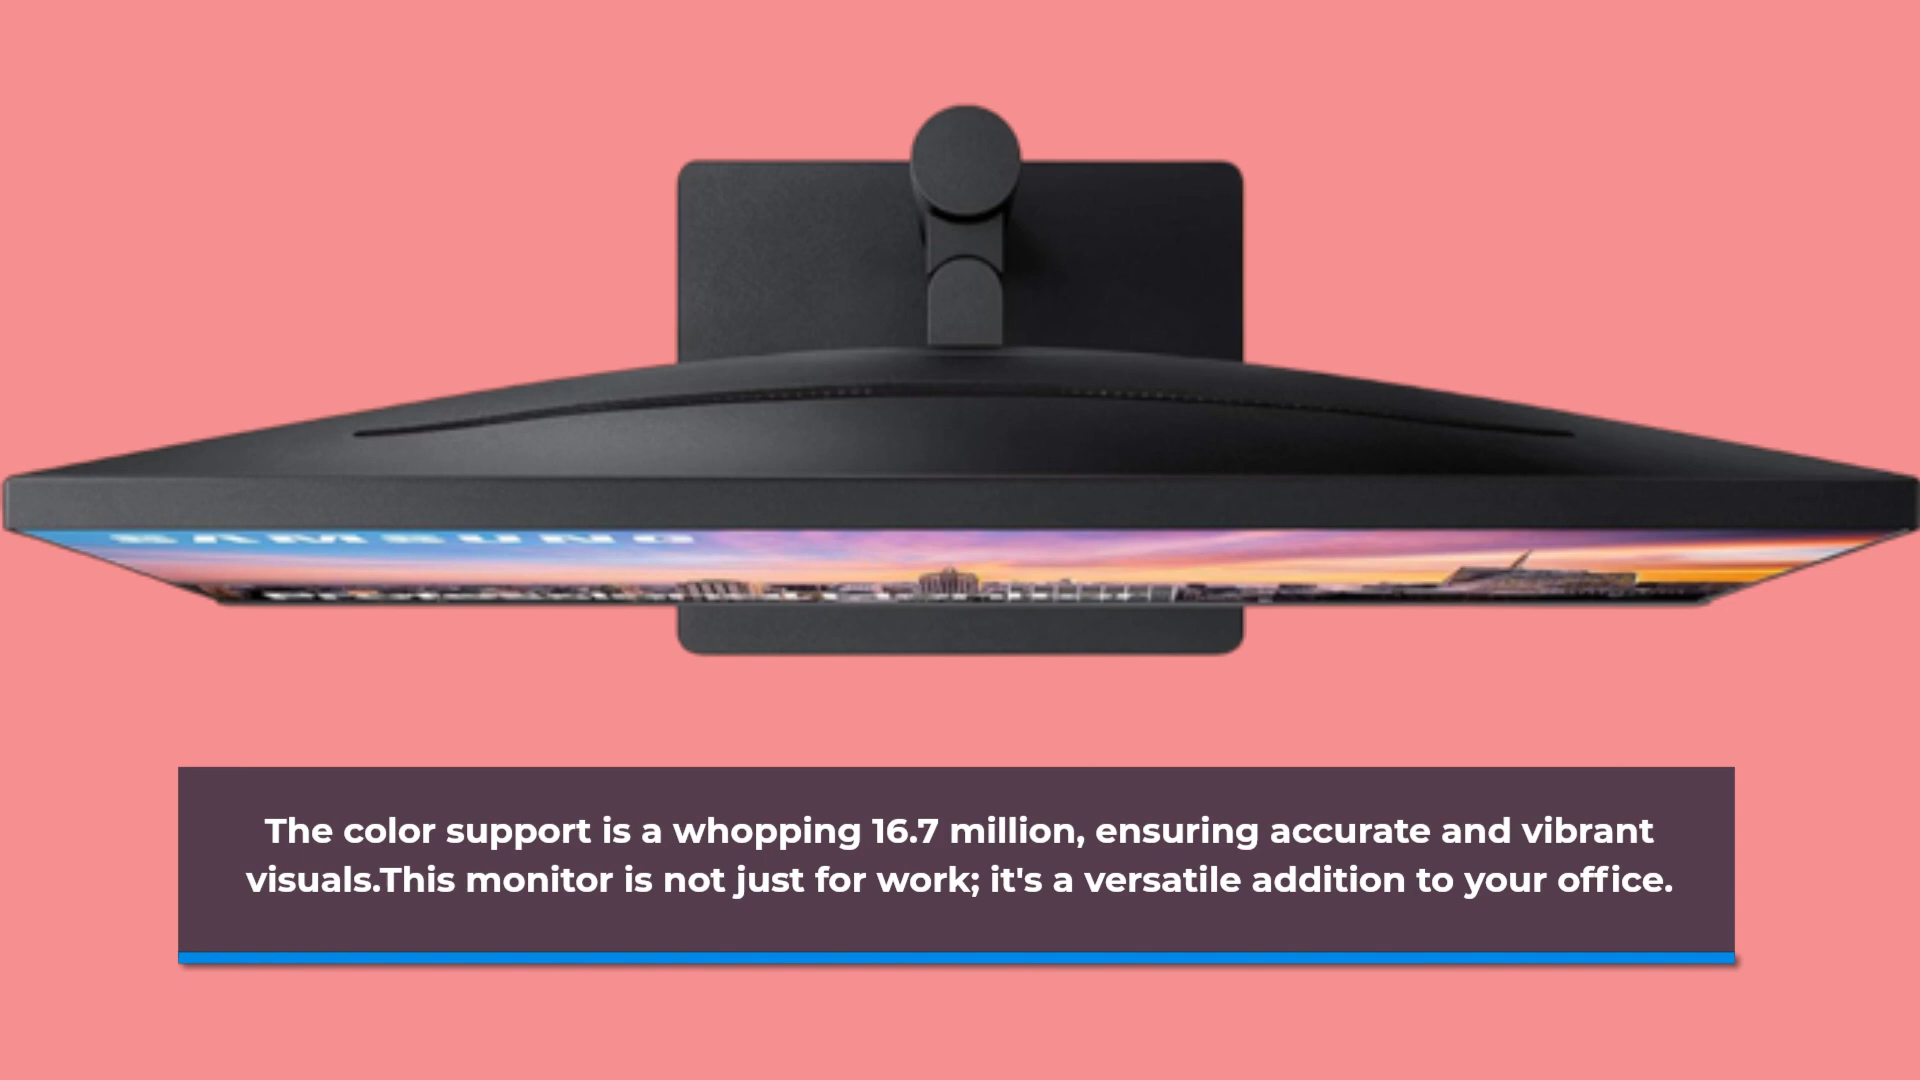 SAMSUNG
The color support is a whopping 16.7 million, ensuring accurate and vibrant
visuals.This monitor is not just for work; it's a versatile addition to your office.